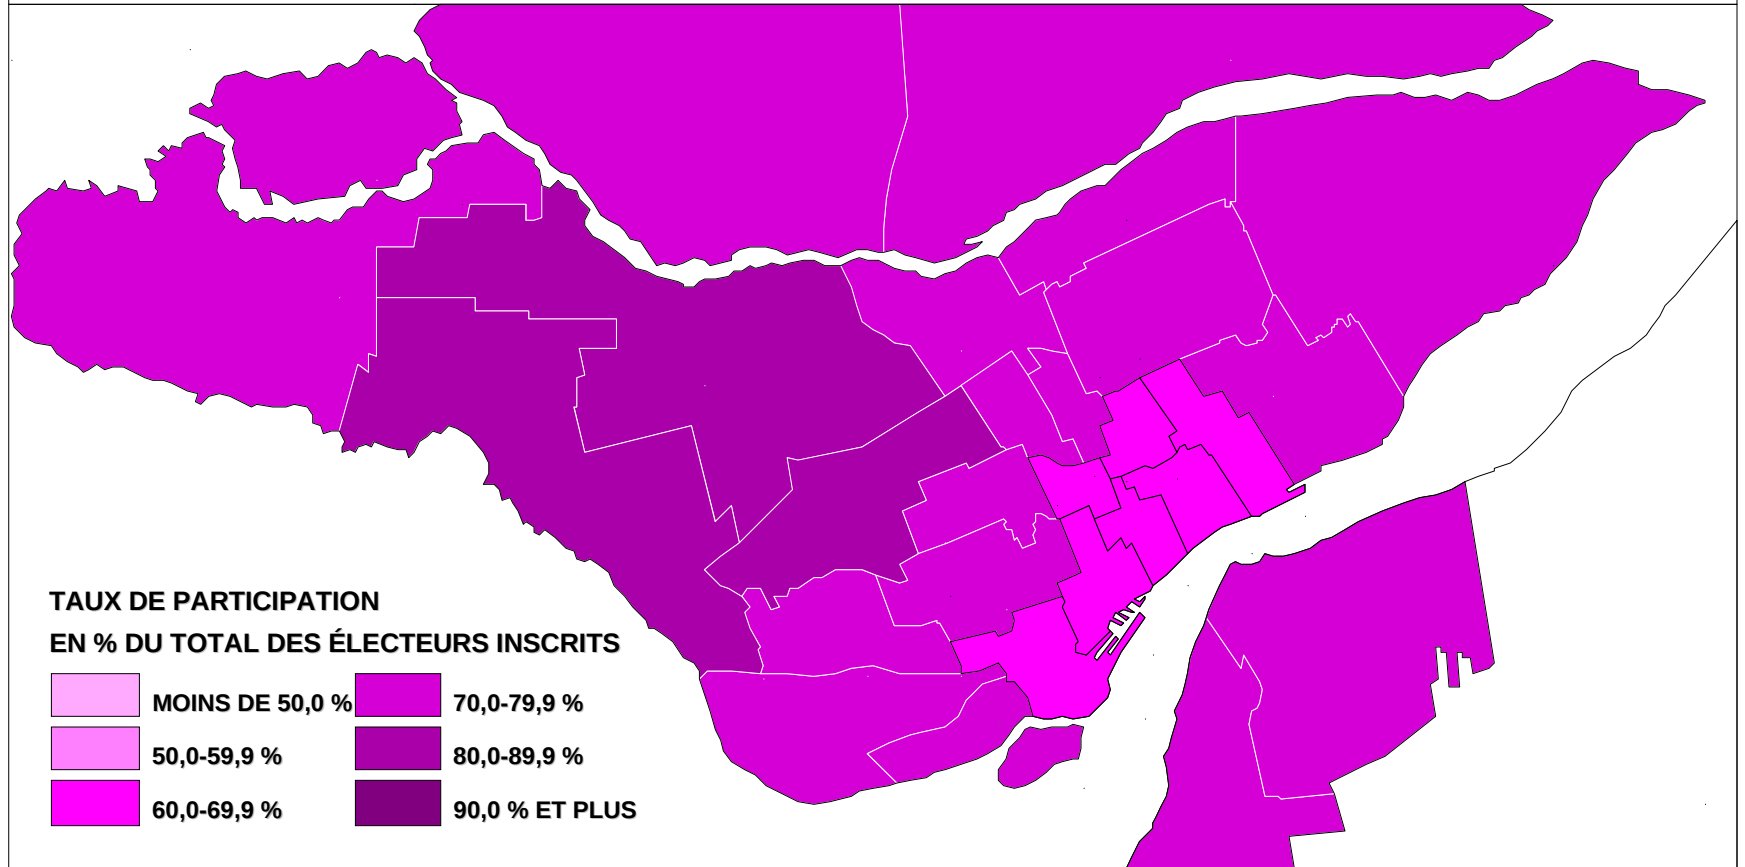 TAUX DE PARTICIPATION
EN % DU TOTAL DES ÉLECTEURS INSCRITS
MOINS DE 50,0 %
70,0-79,9 %
50,0-59,9 %
80,0-89,9 %
60,0-69,9 %
90,0 % ET PLUS